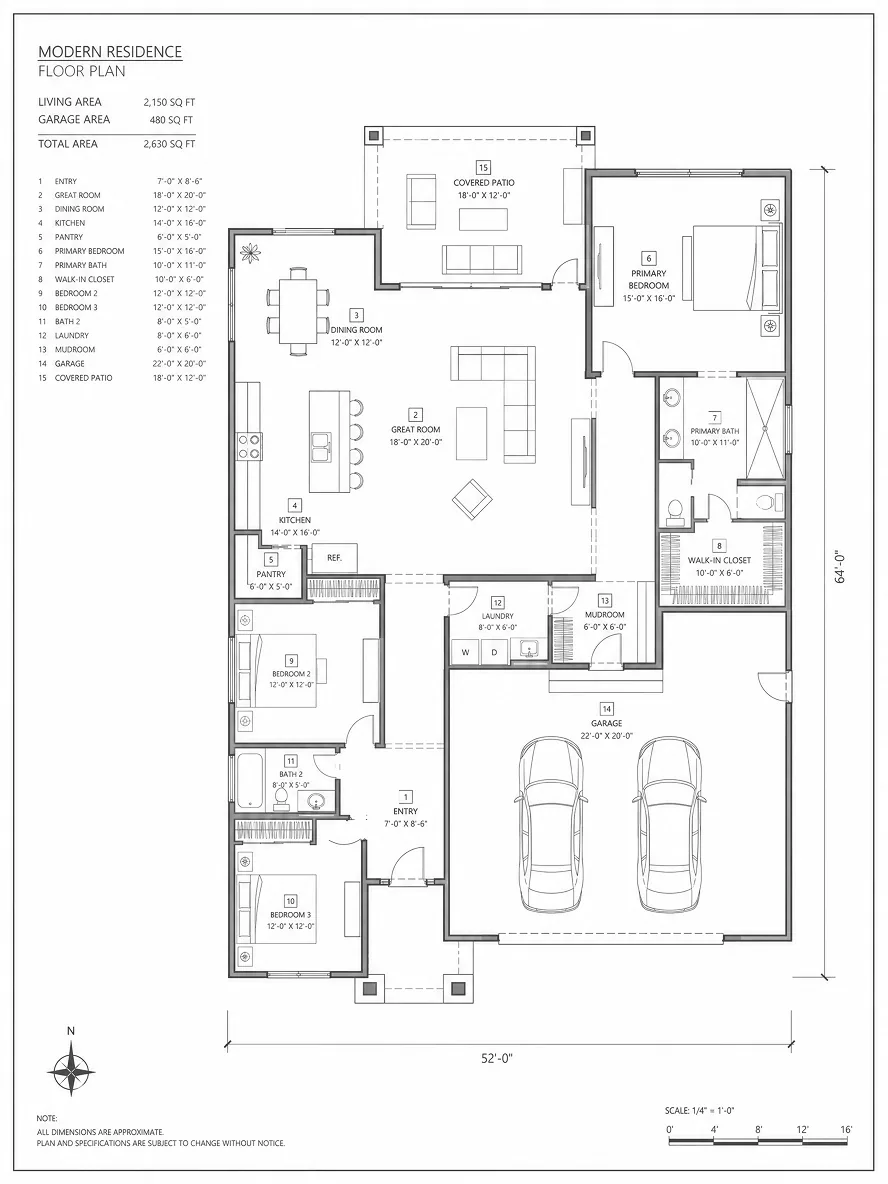 MODERN RESIDENCE
FLOOR PLAN
LIVING AREA 2,150 SQ FT
GARAGE AREA 480 SQ FT
TOTAL AREA 2,630 SQ FT
1 ENTRY 7'-0" X 8'-6"
2 GREAT ROOM 18'-0" X 20'-0"
3 DINING ROOM 12'-0" X 12'-0"
4 KITCHEN 14'-0" X 16'-0"
5 PANTRY 6'-0" X 5'-0"
6 PRIMARY BEDROOM 15'-0" X 16'-0"
7 PRIMARY BATH 10'-0" X 11'-0"
8 WALK-IN CLOSET 10'-0" X 6'-0"
9 BEDROOM 2 12'-0" X 12'-0"
10 BEDROOM 3 12'-0" X 12'-0"
11 BATH 2 8'-0" X 5'-0"
12 LAUNDRY 8'-0" X 6'-0"
13 MUDROOM 6'-0" X 6'-0"
14 GARAGE 22'-0" X 20'-0"
15 COVERED PATIO 18'-0" X 12'-0"
15
COVERED PATIO
18'-0" X 12'-0"
6
PRIMARY
BEDROOM
15'-0" X 16'-0"
3
DINING ROOM
12'-0" X 12'-0"
2
GREAT ROOM
18'-0" X 20'-0"
7
PRIMARY BATH
10'-0" X 11'-0"
4
KITCHEN
14'-0" X 16'-0"
REF.
5
PANTRY
6'-0" X 5'-0"
8
WALK-IN CLOSET
10'-0" X 6'-0"
12
LAUNDRY
8'-0" X 6'-0"
W D
13
MUDROOM
6'-0" X 6'-0"
64'-0"
9
BEDROOM 2
12'-0" X 12'-0"
14
GARAGE
22'-0" X 20'-0"
11
BATH 2
8'-0" X 5'-0"
1
ENTRY
7'-0" X 8'-6"
10
BEDROOM 3
12'-0" X 12'-0"
52'-0"
N
NOTE:
ALL DIMENSIONS ARE APPROXIMATE.
PLAN AND SPECIFICATIONS ARE SUBJECT TO CHANGE WITHOUT NOTICE.
SCALE: 1/4" = 1'-0"
0' 4' 8' 12' 16'